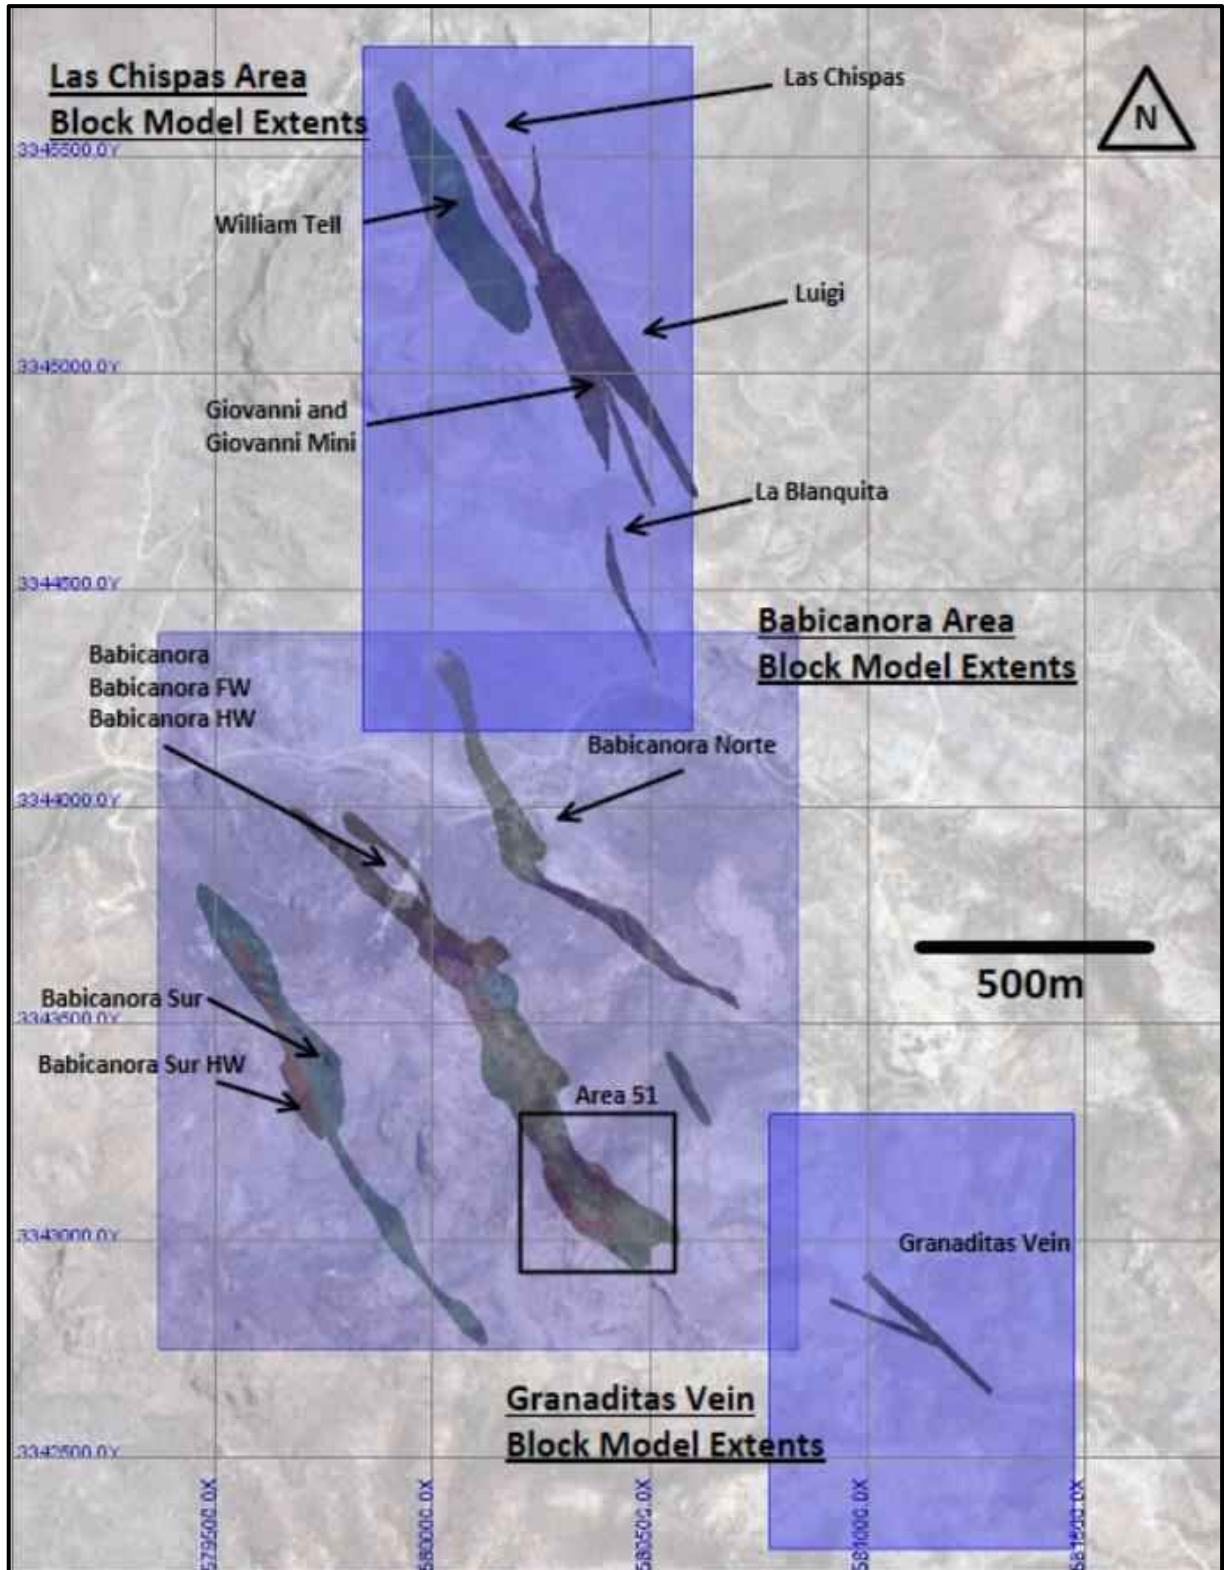 Las Chispas Area
Block Model Extents
Las Chispas
N
3345500.0Y
William Tell
Luigi
3345000.0Y
Giovanni and
Giovanni Mini
La Blanquita
3344500.0Y
Babicanora Area
Block Model Extents
Babicanora
Babicanora FW
Babicanora HW
Babicanora Norte
3344000.0Y
500m
Babicanora Sur
3343500.0Y
Babicanora Sur HW
Area 51
3343000.0Y
Granaditas Vein
Granaditas Vein
Block Model Extents
3342500.0Y
579500.0X
580000.0X
580500.0X
581000.0X
581500.0X